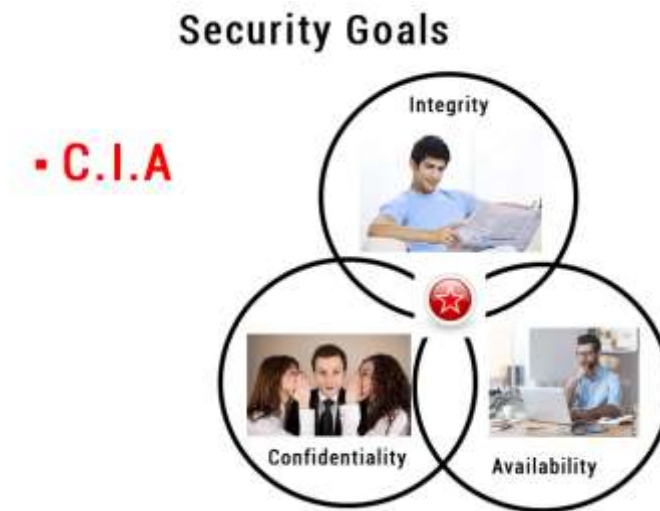 Security Goals
▪ C.I.A
Integrity
Confidentiality
Availability